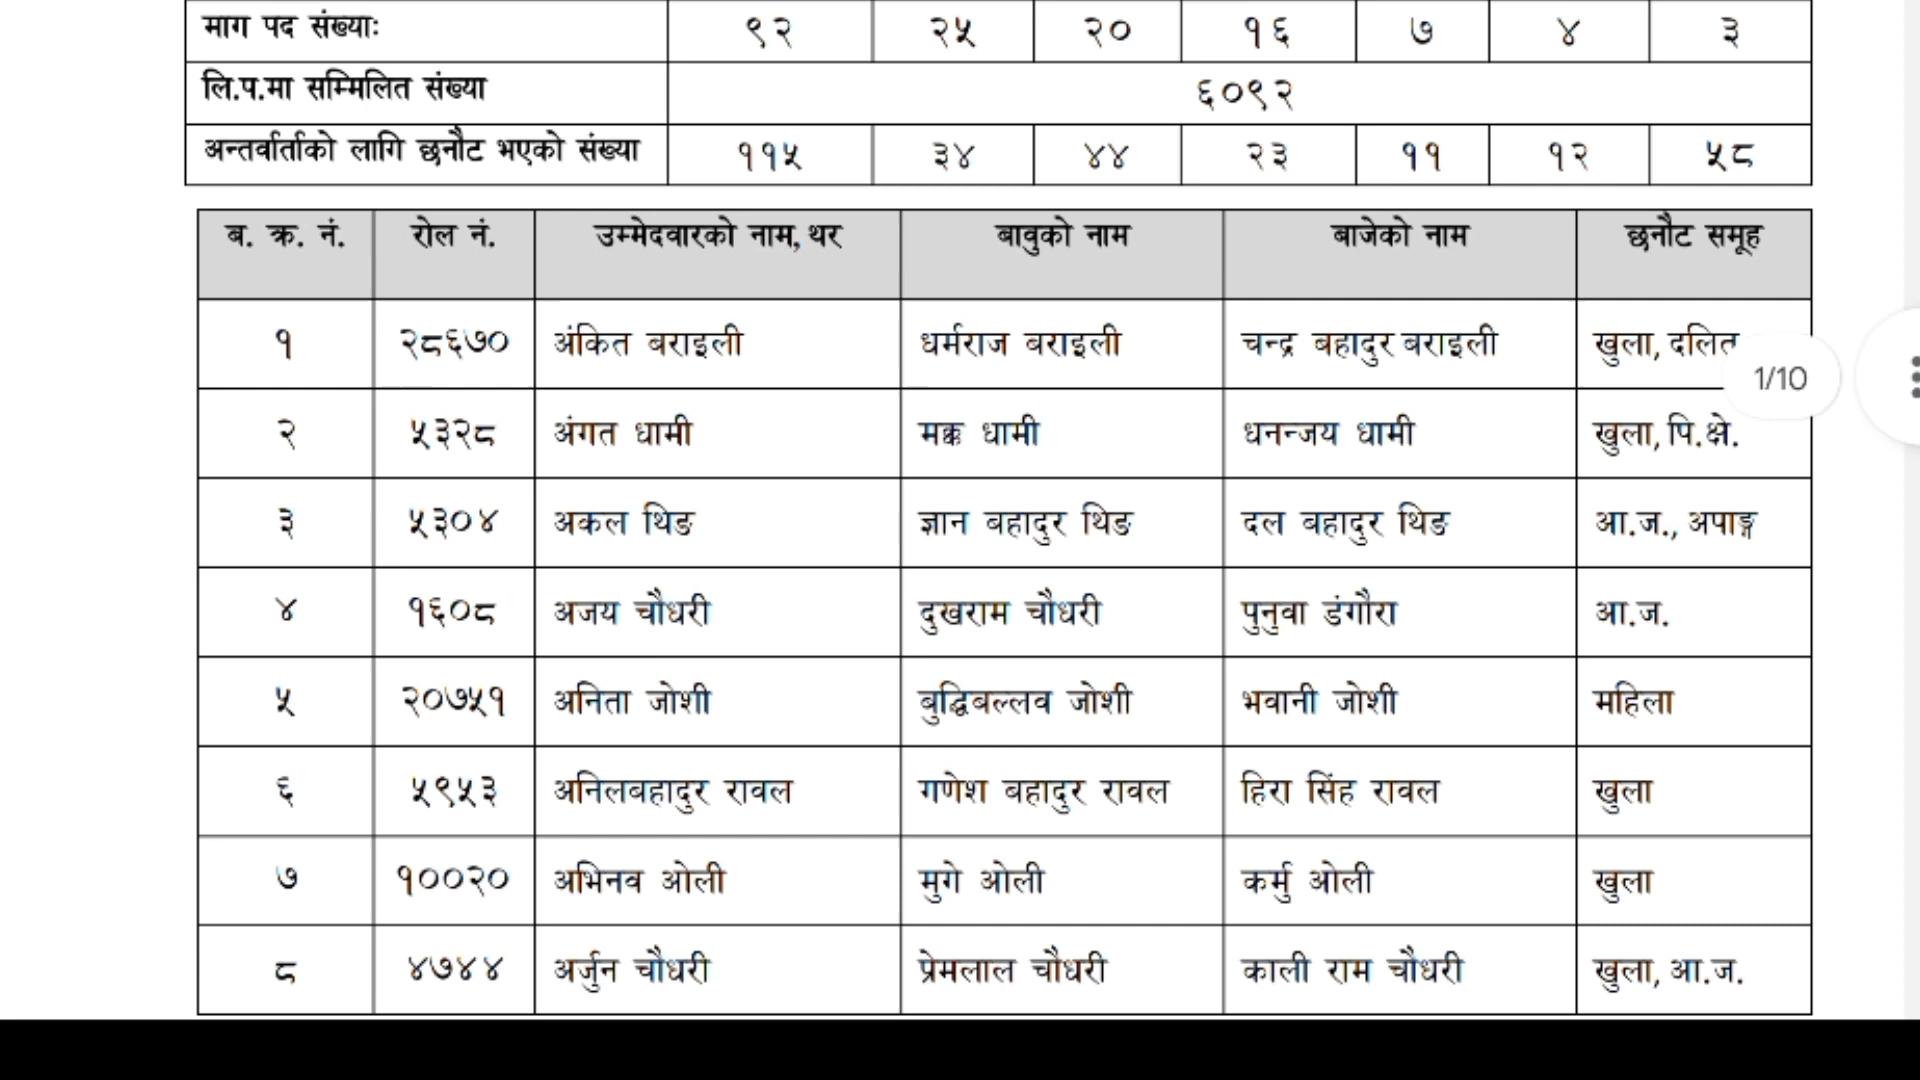 माग पद संख्याः ९२ २५ २० १६ ७ ४ ३
लि.प.मा सम्मिलित संख्या ६०९२
अन्तर्वार्ताको लागि छनौट भएको संख्या ११५ ३४ ४४ २३ ११ १२ ५८
ब. क्र. नं. रोल नं. उम्मेदवारको नाम, थर बावुको नाम बाजेको नाम छनौट समूह
१ २८६७० अंकित बराइली धर्मराज बराइली चन्द्र बहादुर बराइली खुला, दलित
1/10
२ ५३२८ अंगत धामी मक्र धामी धनन्जय धामी खुला, पि.क्षे.
३ ५३०४ अकल थिङ ज्ञान बहादुर थिङ दल बहादुर थिङ आ.ज., अपाङ्ग
४ १६०८ अजय चौधरी दुखराम चौधरी पुनुवा डंगौरा आ.ज.
५ २०७५१ अनिता जोशी बुद्धिबल्लव जोशी भवानी जोशी महिला
६ ५९५३ अनिलबहादुर रावल गणेश बहादुर रावल हिरा सिंह रावल खुला
७ १००२० अभिनव ओली मुगे ओली कर्मु ओली खुला
८ ४७४४ अर्जुन चौधरी प्रेमलाल चौधरी काली राम चौधरी खुला, आ.ज.